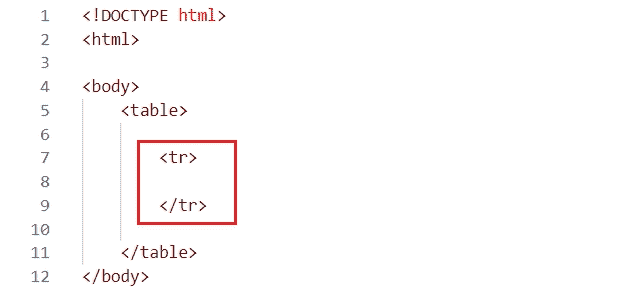 1 <!DOCTYPE html>
2 <html>
3
4 <body>
5 <table>
6
7 <tr>
8
9 </tr>
10
11 </table>
12 </body>